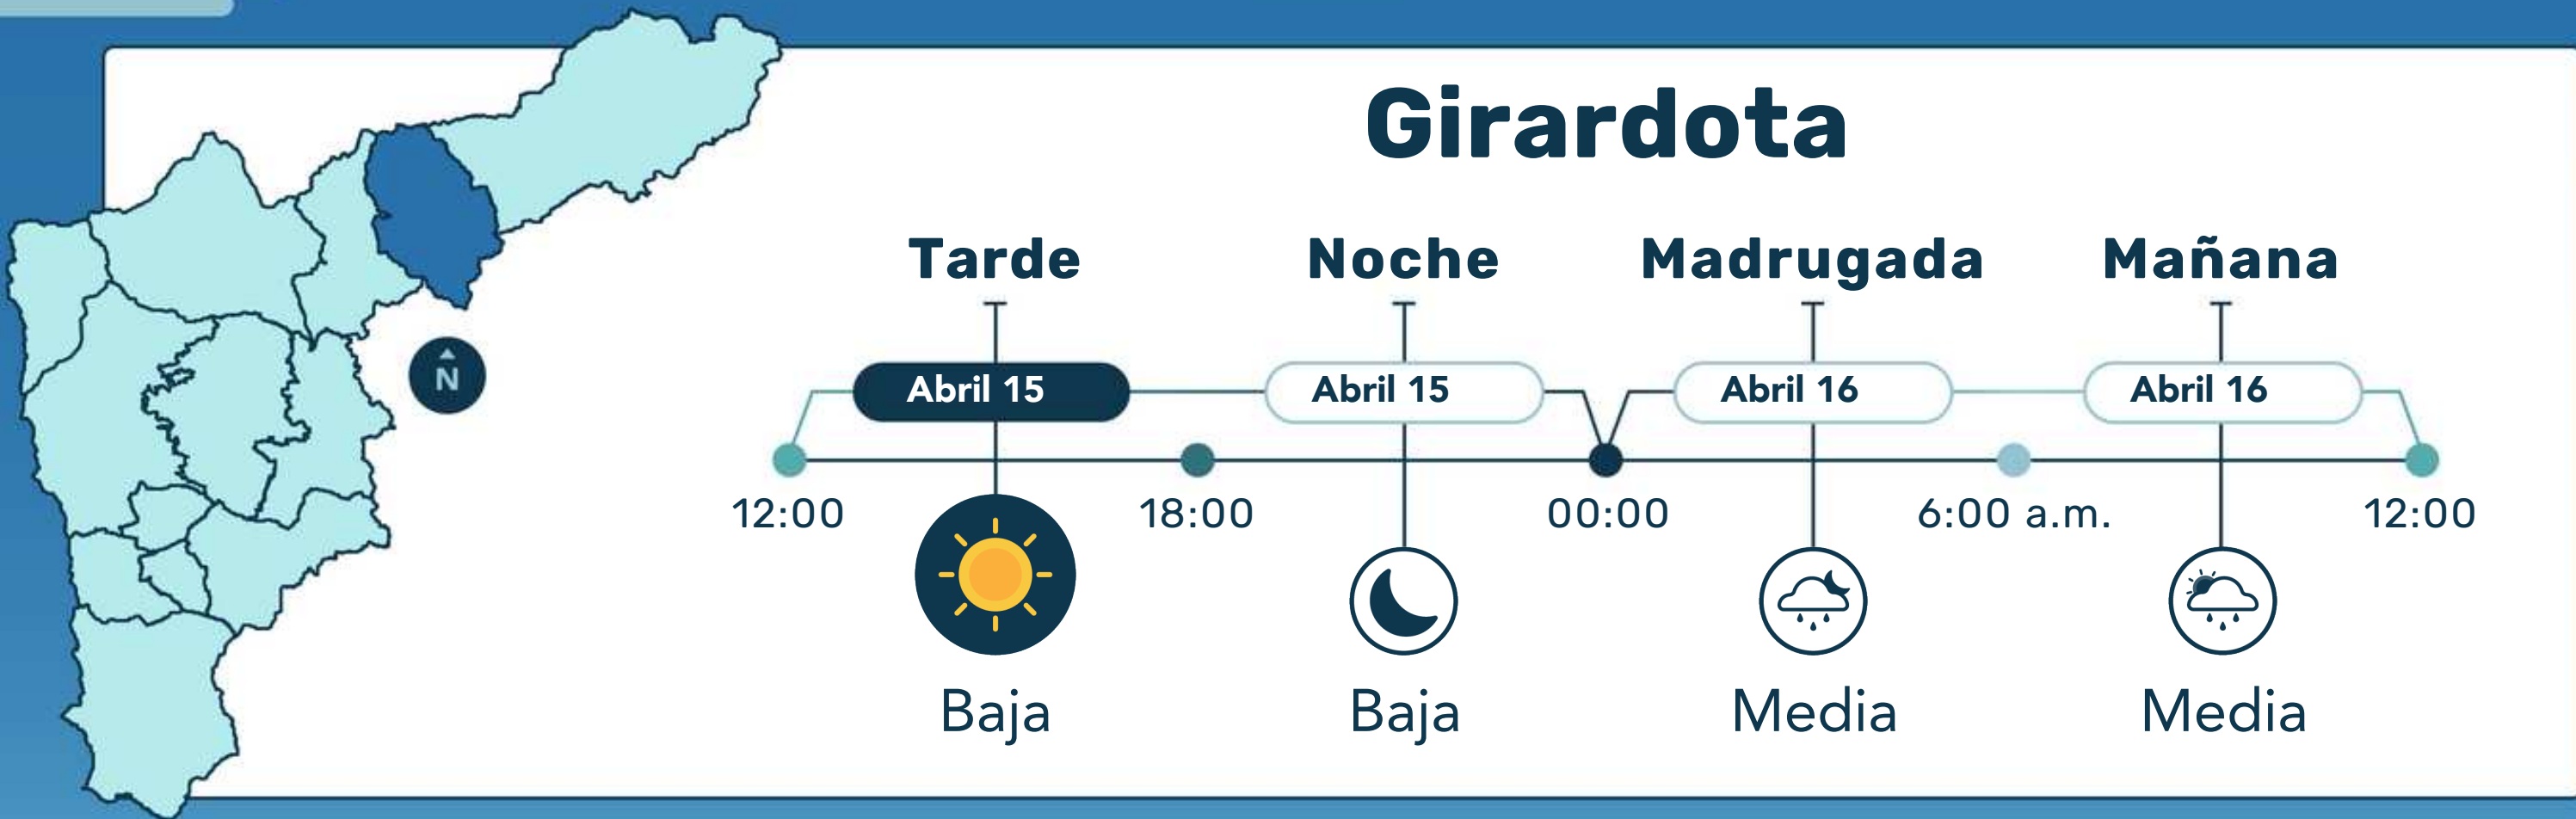 Girardota
Tarde Noche Madrugada Mañana
Abril 15 Abril 15 Abril 16 Abril 16
N
12:00 18:00 00:00 6:00 a.m. 12:00
Baja Baja Media Media